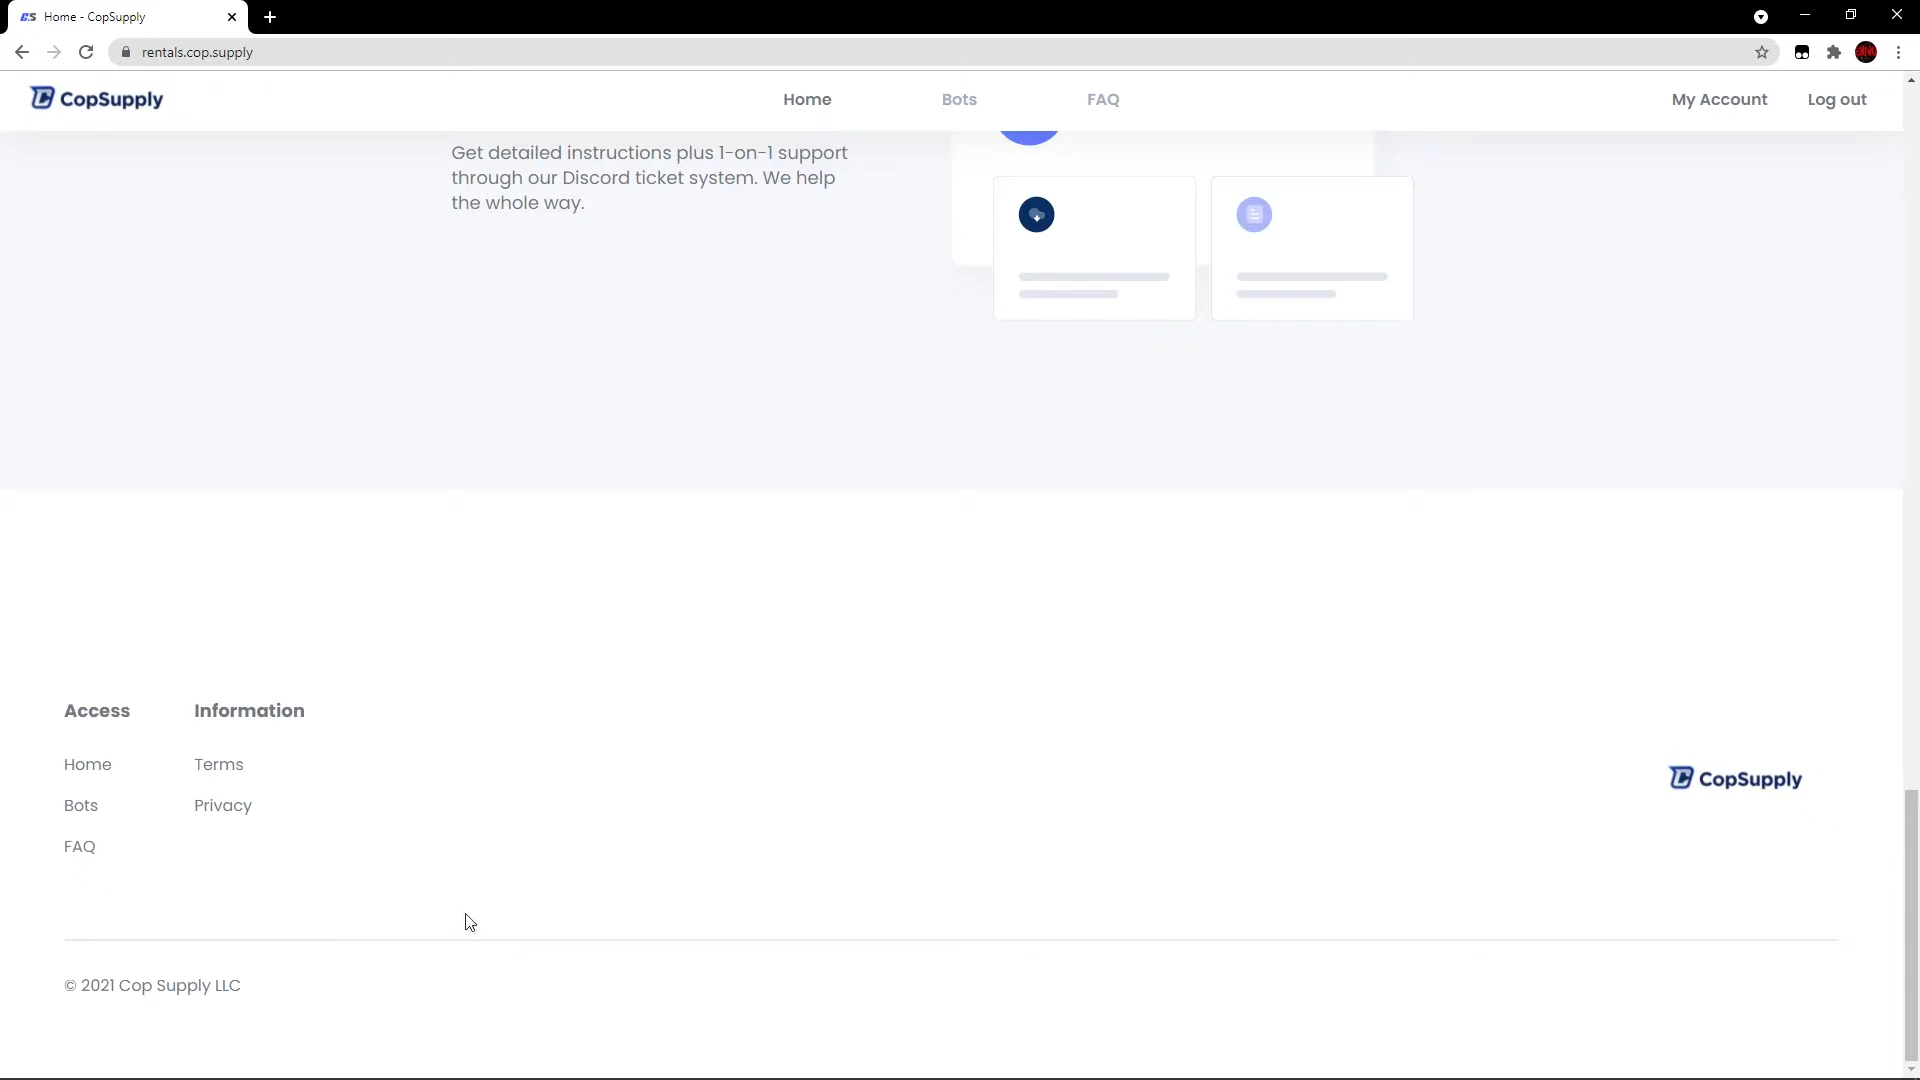 Home - CopSupply
rentals.cop.supply
CopSupply
Home
Bots
FAQ
My Account
Log out
Get detailed instructions plus 1-on-1 support
through our Discord ticket system. We help
the whole way.
Access
Information
Home
Terms
Bots
Privacy
FAQ
CopSupply
© 2021 Cop Supply LLC